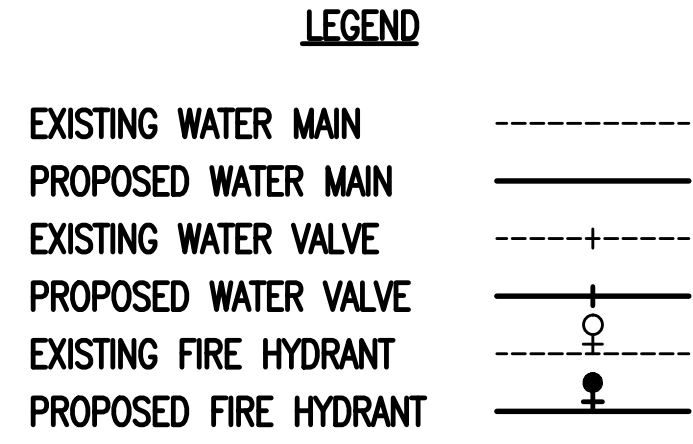 LEGEND
EXISTING WATER MAIN
PROPOSED WATER MAIN
EXISTING WATER VALVE
PROPOSED WATER VALVE
EXISTING FIRE HYDRANT
PROPOSED FIRE HYDRANT